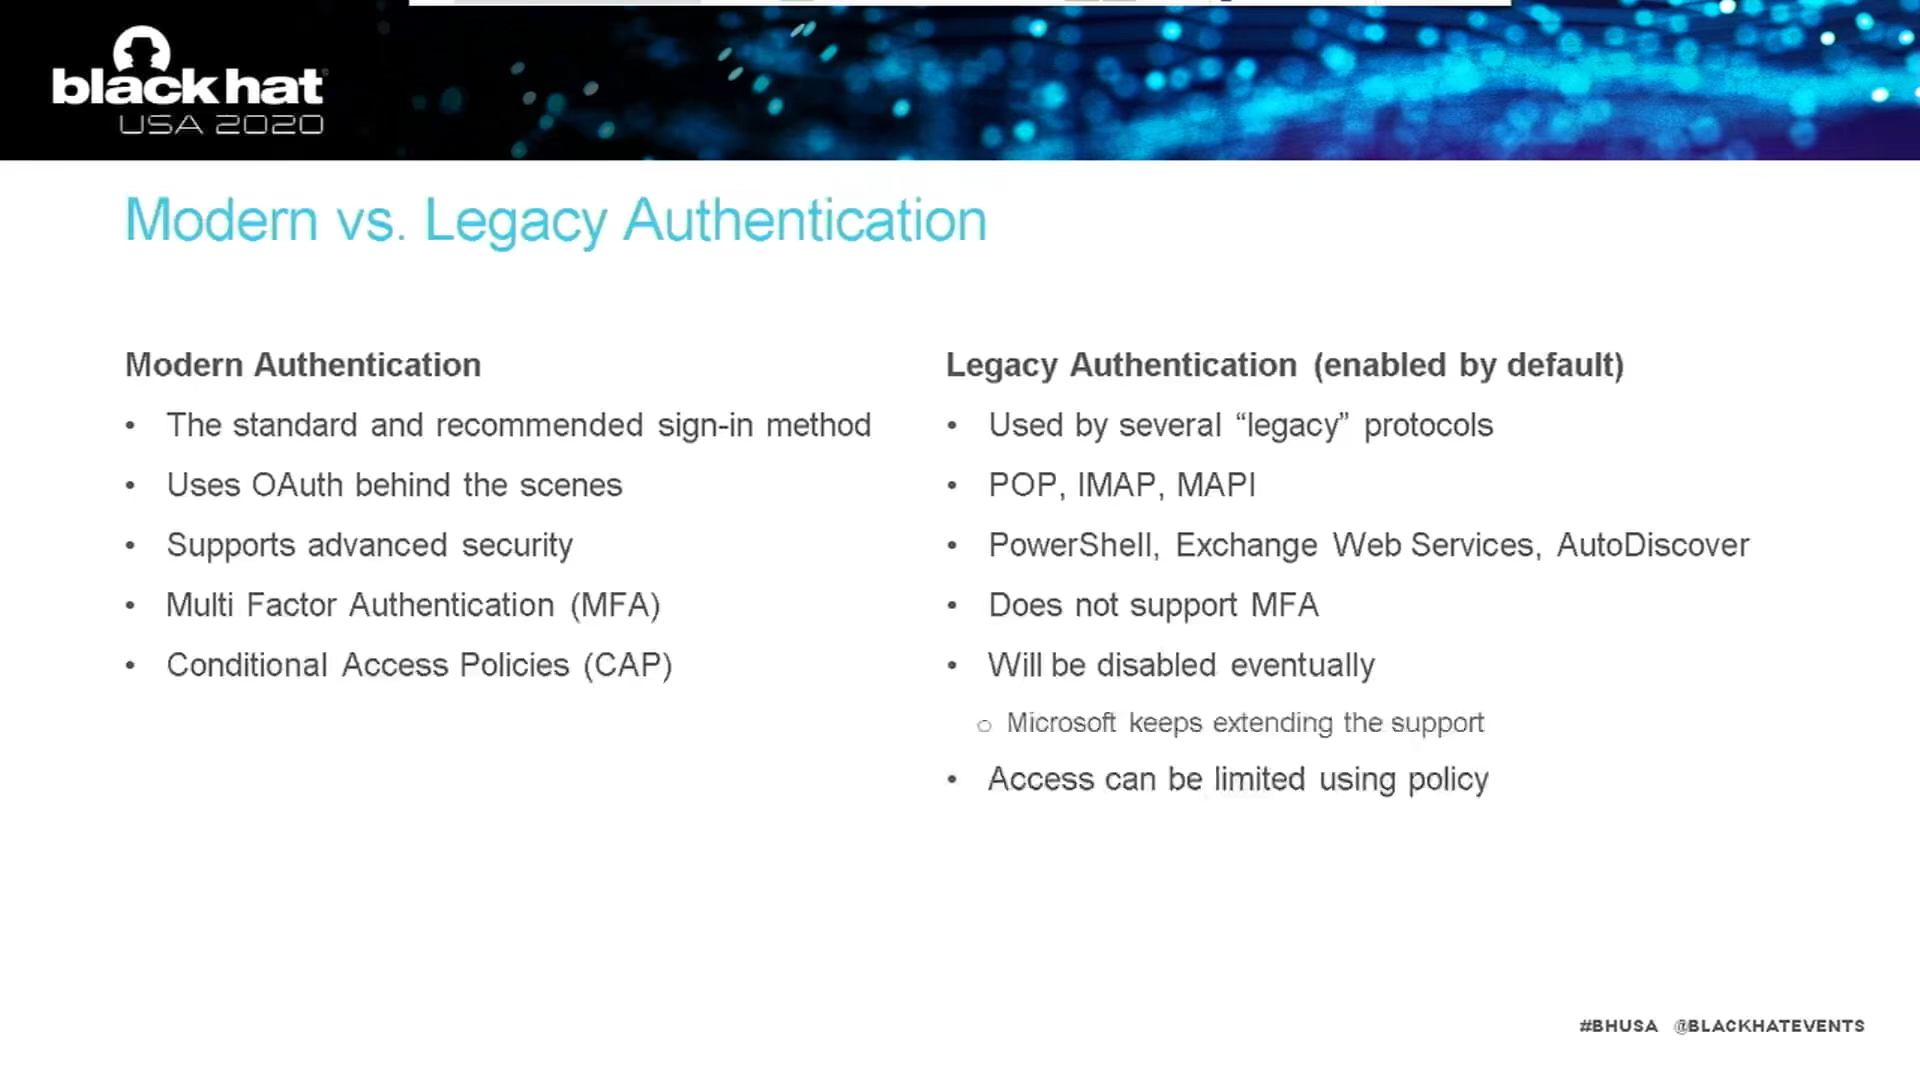 black hat
USA 2020
Modern vs. Legacy Authentication
Modern Authentication
• The standard and recommended sign-in method
• Uses OAuth behind the scenes
• Supports advanced security
• Multi Factor Authentication (MFA)
• Conditional Access Policies (CAP)
Legacy Authentication (enabled by default)
• Used by several “legacy” protocols
• POP, IMAP, MAPI
• PowerShell, Exchange Web Services, AutoDiscover
• Does not support MFA
• Will be disabled eventually
○ Microsoft keeps extending the support
• Access can be limited using policy
#BHUSA @BLACKHATEVENTS